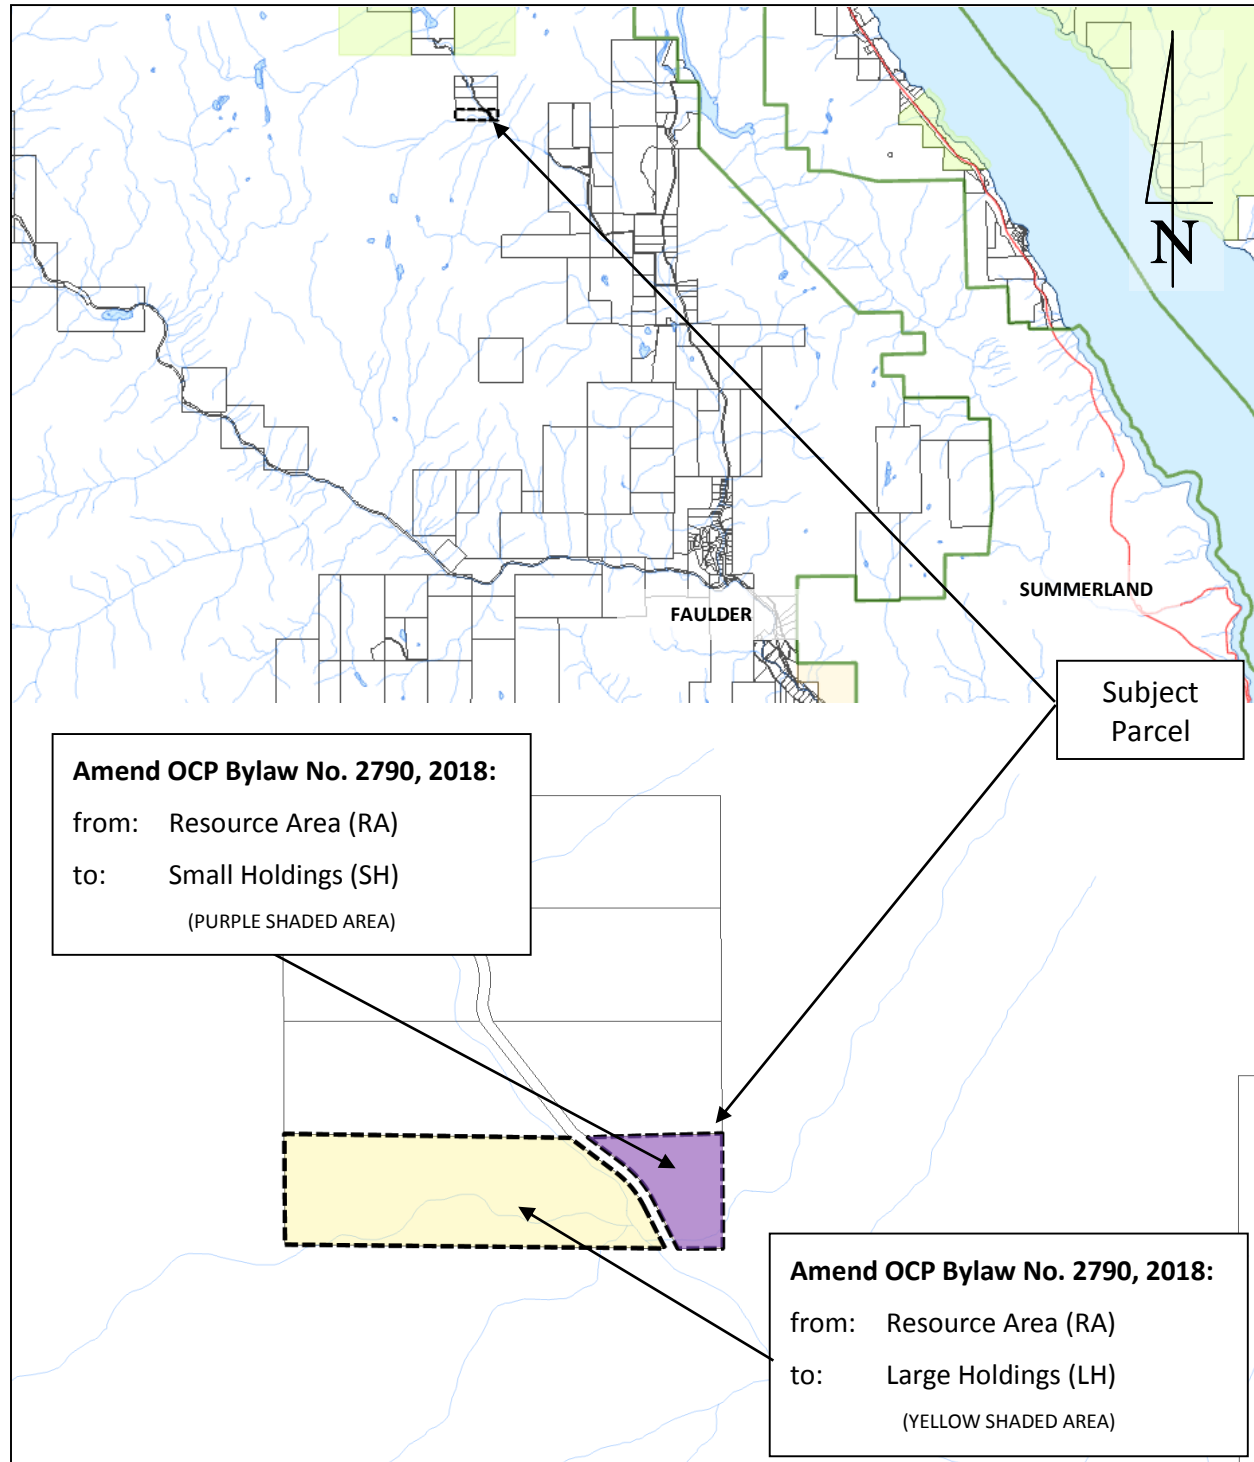 N
SUMMERLAND
FAULDER
Subject
Parcel
Amend OCP Bylaw No. 2790, 2018:
from: Resource Area (RA)
to: Small Holdings (SH)
(PURPLE SHADED AREA)
Amend OCP Bylaw No. 2790, 2018:
from: Resource Area (RA)
to: Large Holdings (LH)
(YELLOW SHADED AREA)